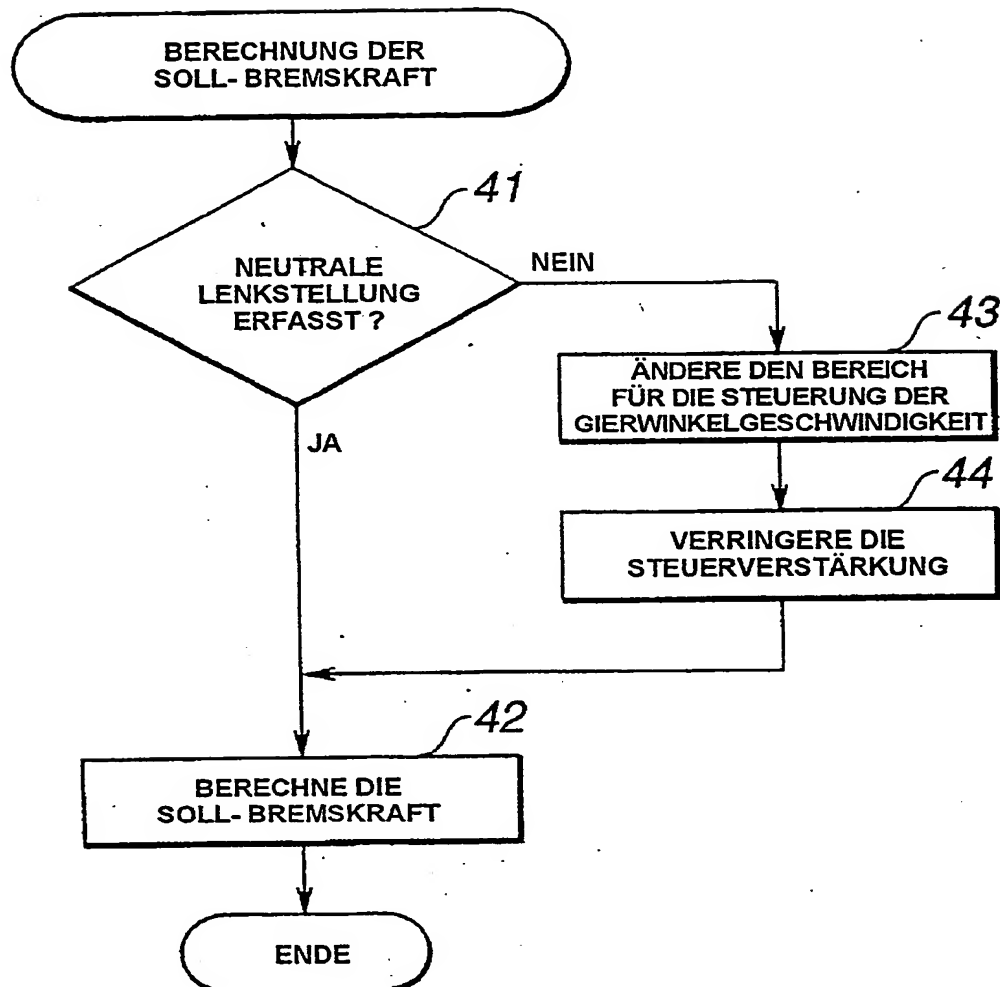 BERECHNUNG DER
SOLL- BREMSKRAFT
41
NEUTRALE
LENKSTELLUNG
ERFASST ?
NEIN
JA
43
ÄNDERE DEN BEREICH
FÜR DIE STEUERUNG DER
GIERWINKELGESCHWINDIGKEIT
44
VERRINGERE DIE
STEUERVERSTÄRKUNG
42
BERECHNE DIE
SOLL- BREMSKRAFT
ENDE